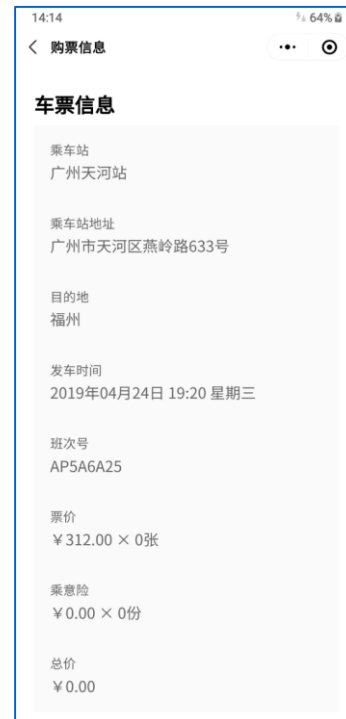 14:14
64%
购票信息
车票信息
乘车站
广州天河站
乘车站地址
广州市天河区燕岭路633号
目的地
福州
发车时间
2019年04月24日 19:20 星期三
班次号
AP5A6A25
票价
￥312.00 × 0张
乘意险
￥0.00 × 0份
总价
￥0.00